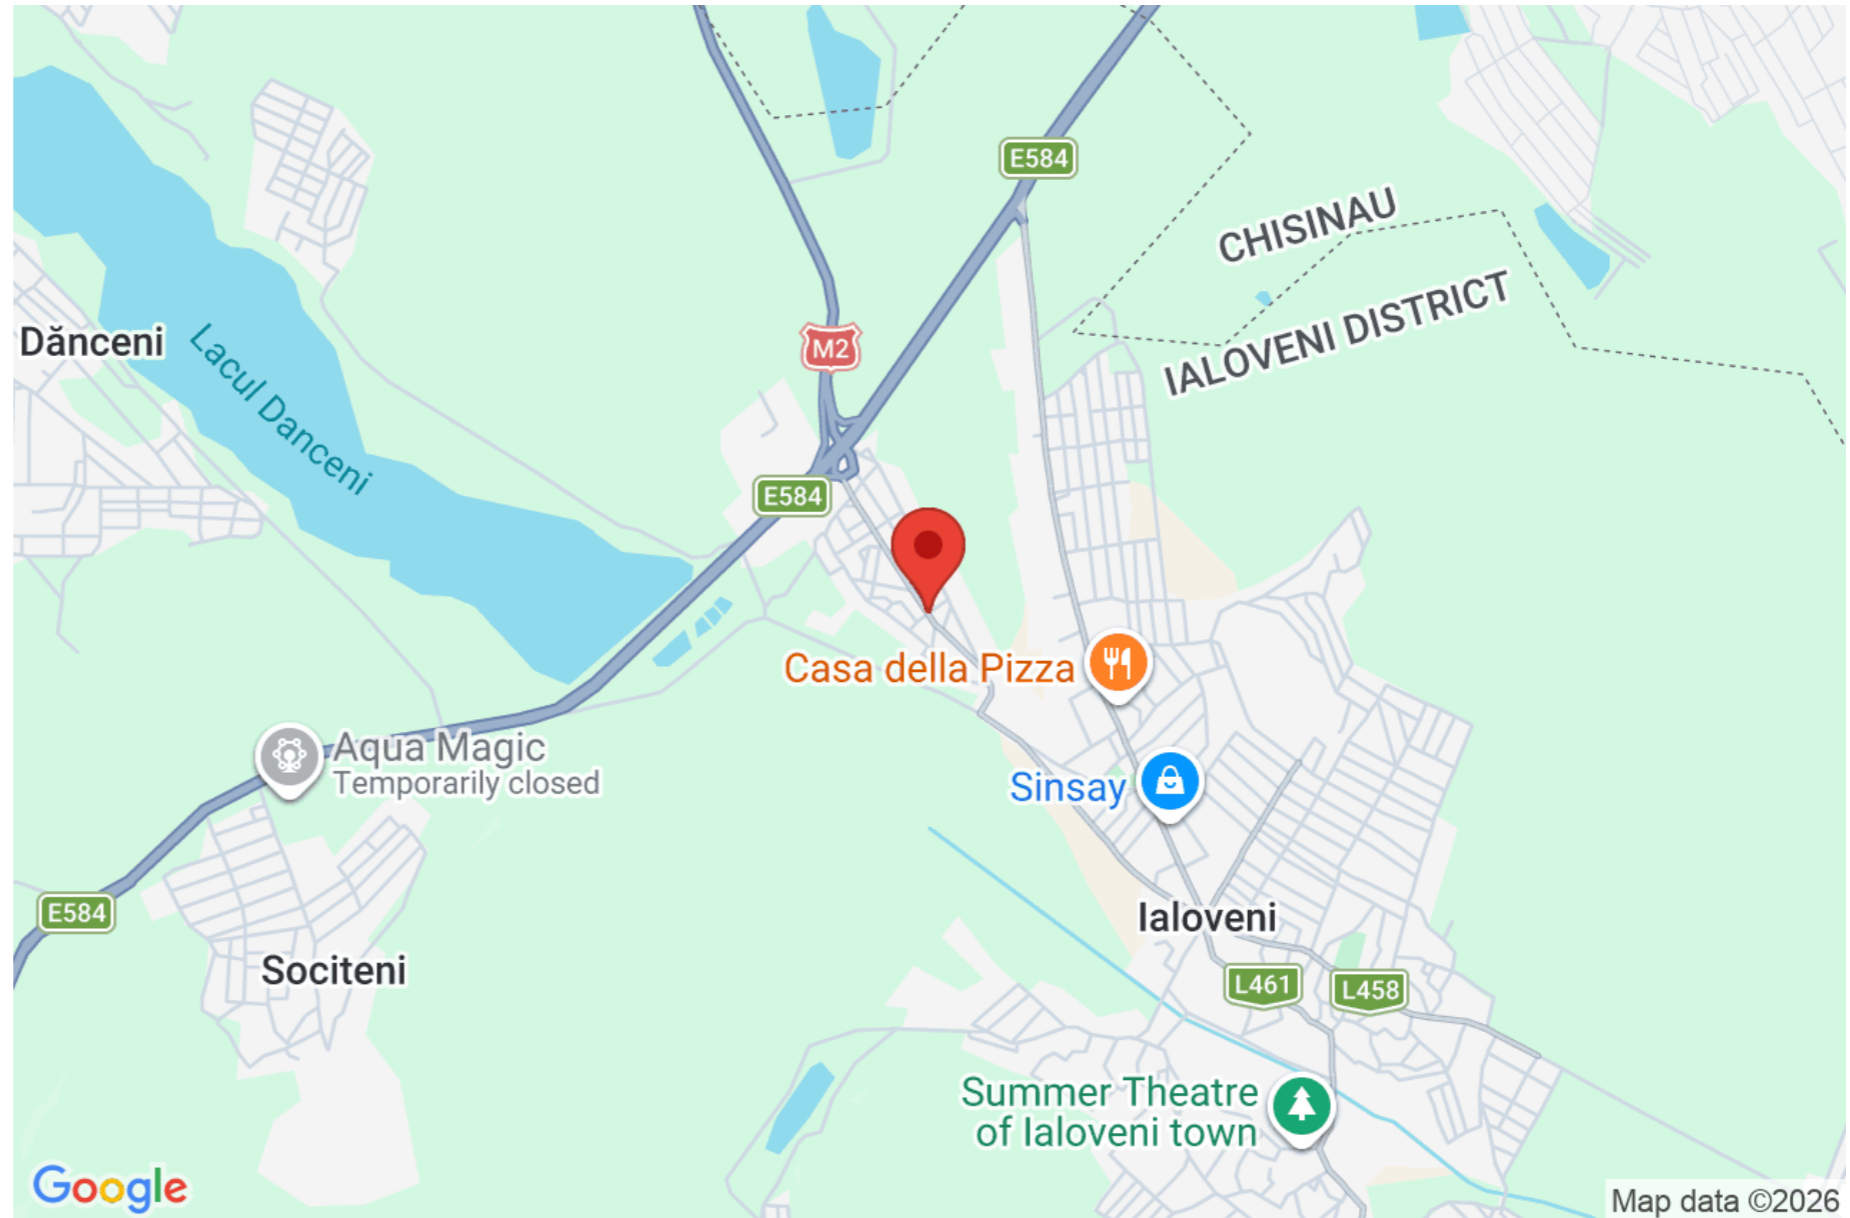 E584
CHISINAU
IALOVENI DISTRICT
Dănceni
Lacul Danceni
M2
E584
Casa della Pizza
Aqua Magic
Temporarily closed
Sinsay
E584
Ialoveni
Sociteni
L461
L458
Summer Theatre
of Ialoveni town
Google
Map data ©2026